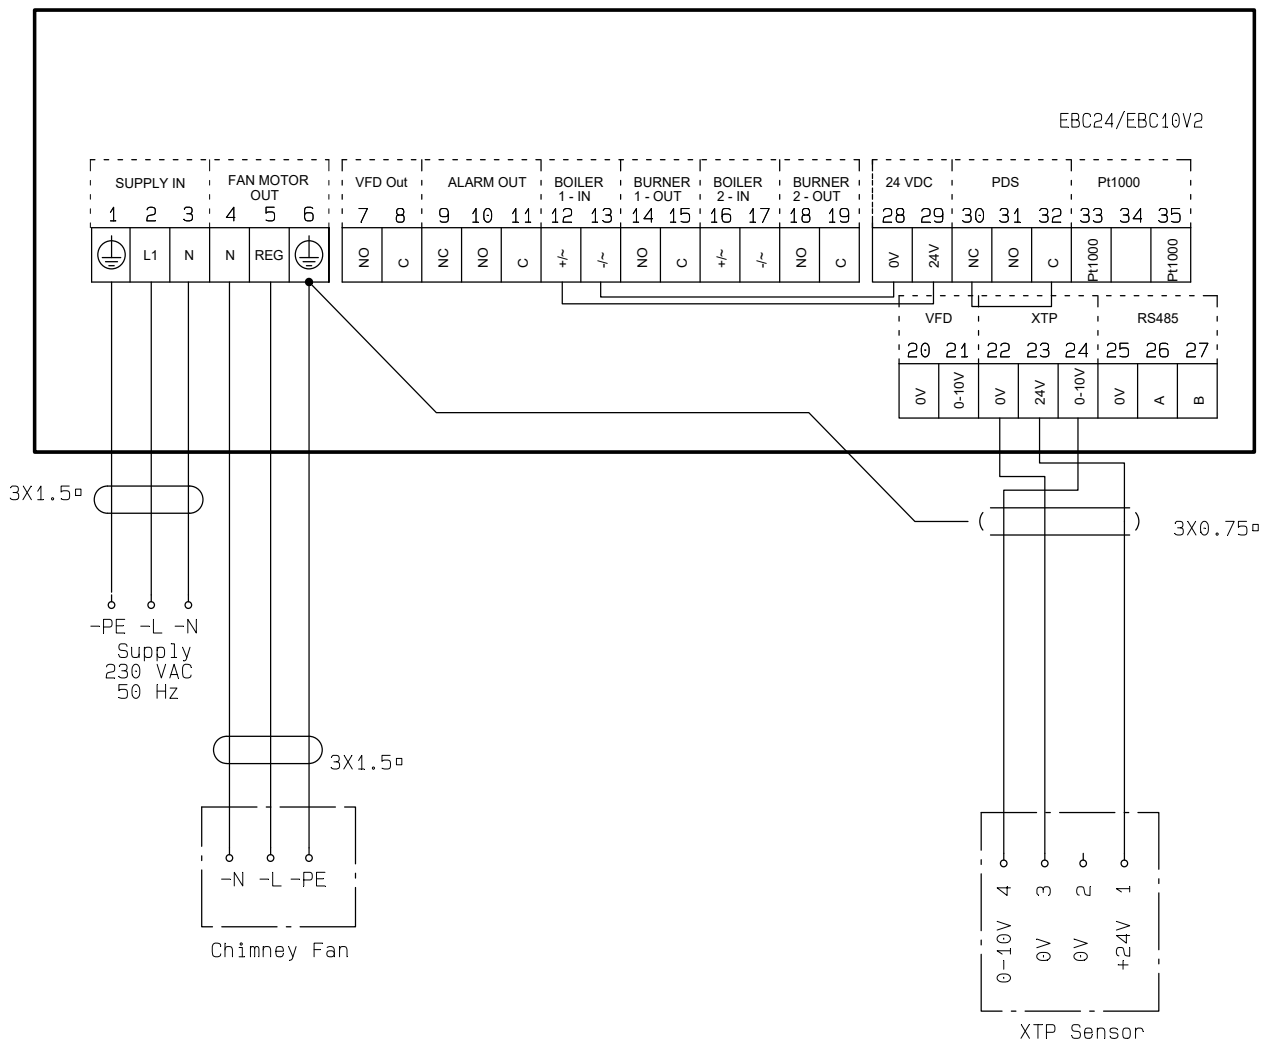 EBC24/EBC10V2
SUPPLY IN
FAN MOTOR
OUT
VFD Out
ALARM OUT
BOILER
1 - IN
BURNER
1 - OUT
BOILER
2 - IN
BURNER
2 - OUT
24 VDC
PDS
Pt1000
1 2 3 4 5 6 7 8 9 10 11 12 13 14 15 16 17 18 19 28 29 30 31 32 33 34 35
L1 N N REG NO C NC NO C +/~ -/~ NO C +/~ -/~ NO C 0V 24V NC NO C Pt1000 Pt1000
VFD
XTP
RS485
20 21 22 23 24 25 26 27
0V 0-10V 0V 24V 0-10V 0V A B
3X1.5▫
3X0.75▫
-PE -L -N
Supply
230 VAC
50 Hz
3X1.5▫
-N -L -PE
Chimney Fan
4 3 2 1
0-10V 0V 0V +24V
XTP Sensor